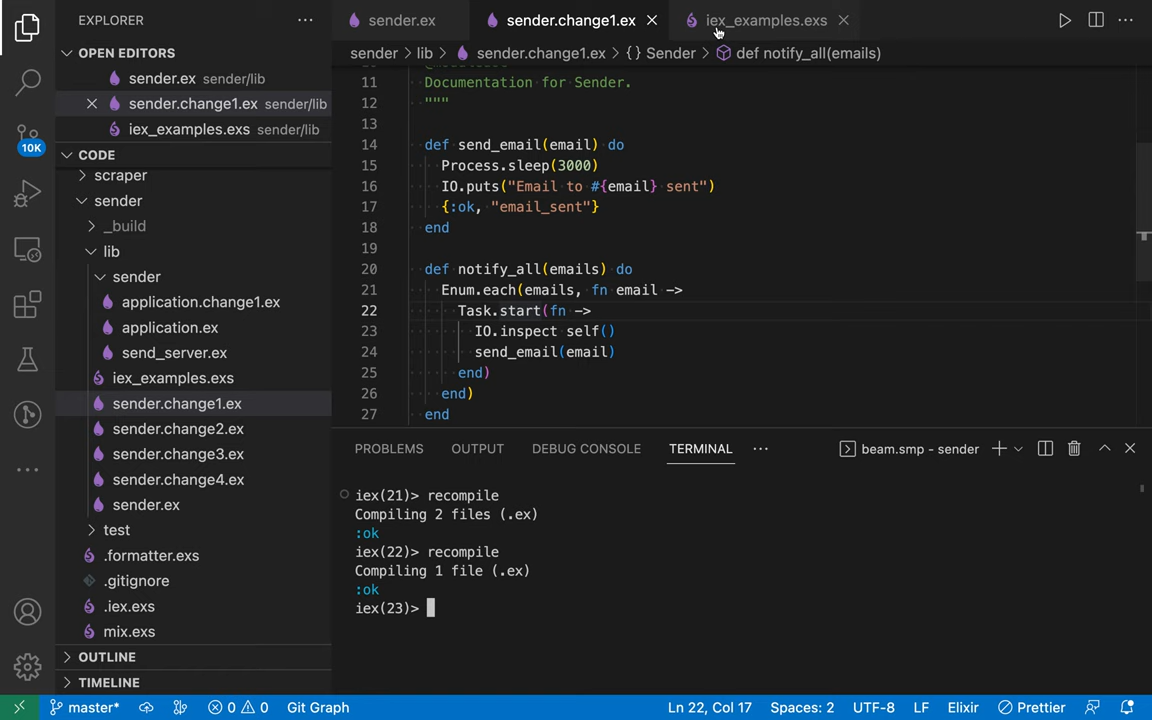 EXPLORER
OPEN EDITORS
sender.ex sender/lib
sender.change1.ex sender/lib
iex_examples.exs sender/lib
CODE
scraper
sender
_build
lib
sender
application.change1.ex
application.ex
send_server.ex
iex_examples.exs
sender.change1.ex
sender.change2.ex
sender.change3.ex
sender.change4.ex
sender.ex
test
.formatter.exs
.gitignore
.iex.exs
mix.exs
OUTLINE
TIMELINE
10K
sender.ex sender.change1.ex iex_examples.exs
sender > lib > sender.change1.ex > {} Sender > def notify_all(emails)
11 Documentation for Sender.
12 """
13
14 def send_email(email) do
15 Process.sleep(3000)
16 IO.puts("Email to #{email} sent")
17 {:ok, "email_sent"}
18 end
19
20 def notify_all(emails) do
21 Enum.each(emails, fn email ->
22 Task.start(fn ->
23 IO.inspect self()
24 send_email(email)
25 end)
26 end)
27 end
PROBLEMS OUTPUT DEBUG CONSOLE TERMINAL beam.smp - sender
iex(21)> recompile
Compiling 2 files (.ex)
:ok
iex(22)> recompile
Compiling 1 file (.ex)
:ok
iex(23)>
master* 0 0 Git Graph Ln 22, Col 17 Spaces: 2 UTF-8 LF Elixir Prettier